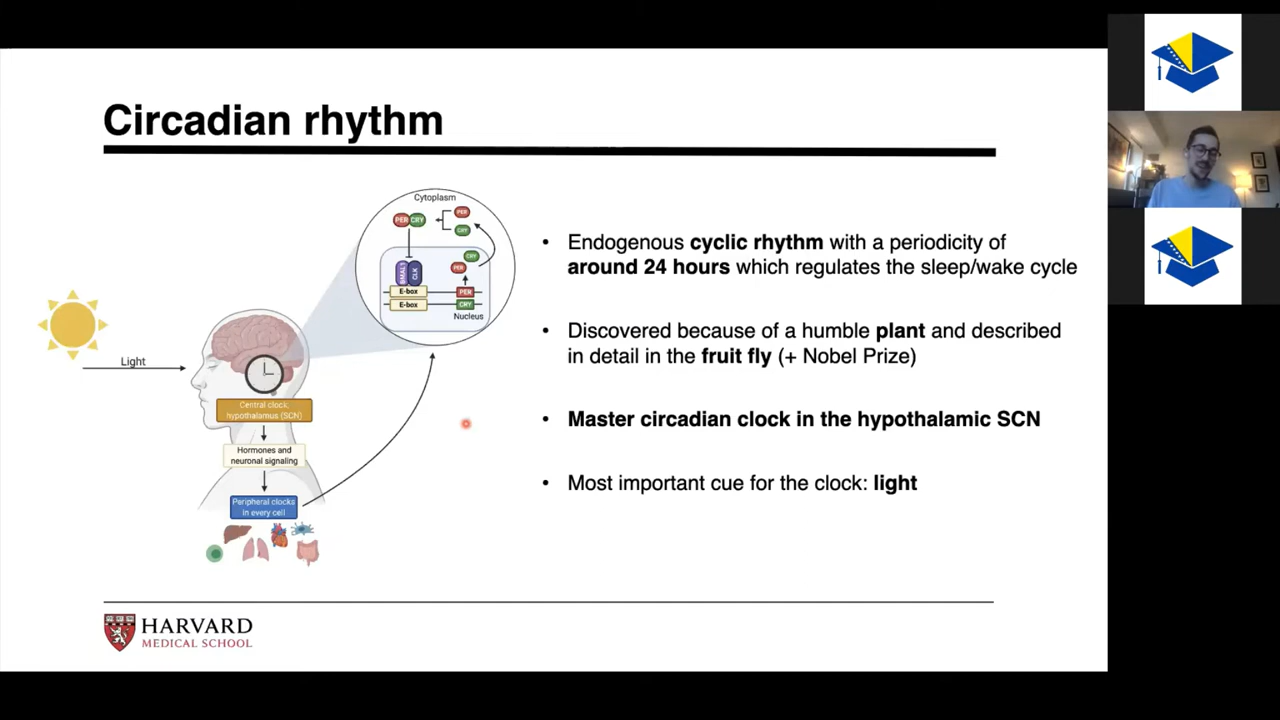 Circadian rhythm
Cytoplasm
PER CRY
PER
CRY
BMAL1
CLK
CRY
PER
E-box
PER
E-box
CRY
Nucleus
Light
Central clock,
hypothalamus (SCN)
Hormones and
neuronal signaling
Peripheral clocks
in every cell
• Endogenous cyclic rhythm with a periodicity of
around 24 hours which regulates the sleep/wake cycle
• Discovered because of a humble plant and described
in detail in the fruit fly (+ Nobel Prize)
• Master circadian clock in the hypothalamic SCN
• Most important cue for the clock: light
HARVARD
MEDICAL SCHOOL